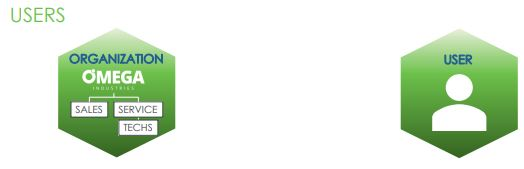 USERS
ORGANIZATION
OMEGA
INDUSTRIES
SALES SERVICE
TECHS
USER